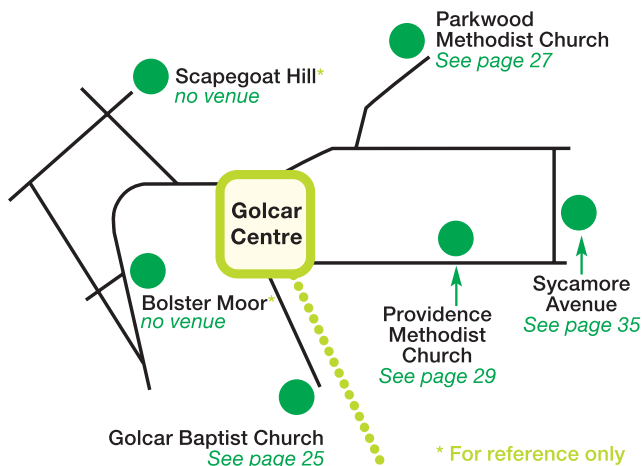 Parkwood
Methodist Church
See page 27
Scapegoat Hill*
no venue
Golcar
Centre
Bolster Moor*
no venue
Sycamore
Avenue
See page 35
Providence
Methodist
Church
See page 29
Golcar Baptist Church
See page 25
* For reference only